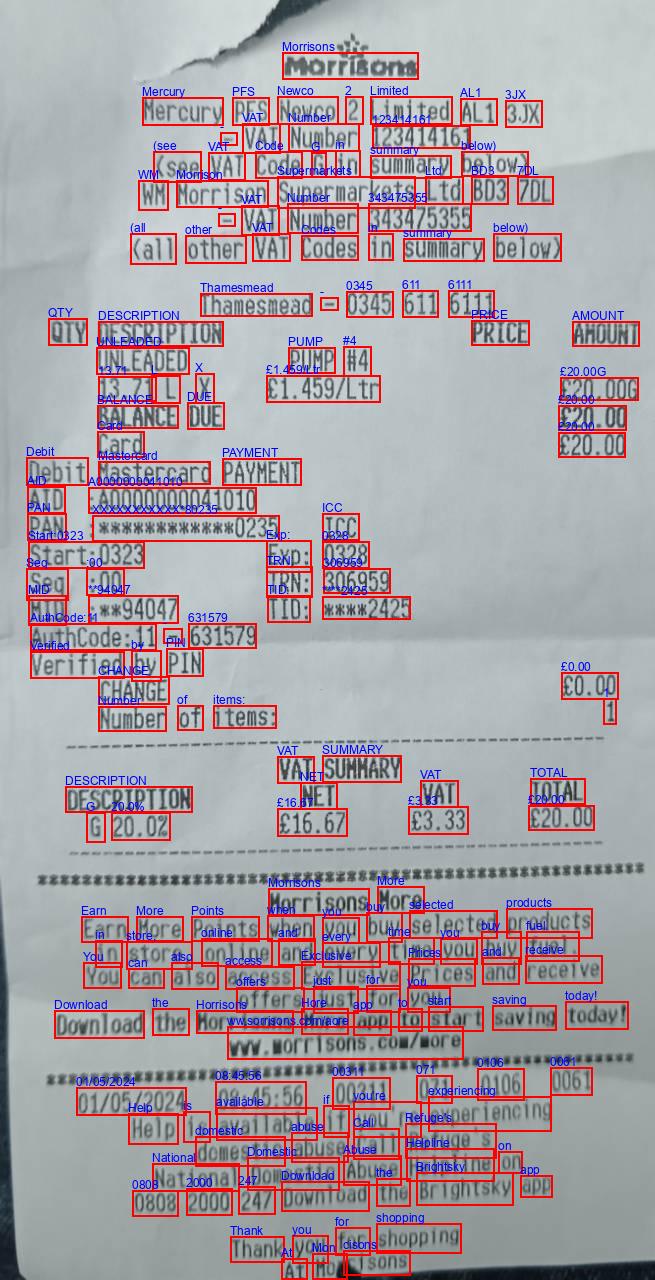 Morrisons
Mercury PFS Newco 2 Limited AL1 3JX
- VAT Number 123414161
(see VAT Code G in summary below)
WM Morrison Supermarkets Ltd BD3 7DL
- VAT Number 343475355
(all other VAT Codes in summary below)
Thamesmead - 0345 611 6111
QTY DESCRIPTION PRICE AMOUNT
UNLEADED PUMP #4
13.71 L X £1.459/Ltr £20.00G
BALANCE DUE £20.00
Card £20.00
Debit Mastercard PAYMENT
AID :A0000000041010
PAN :************0235 ICC
Start:0323 Exp: 0328
Seq :00 TRN: 306959
MID :**94047 TID: ****2425
AuthCode:11 - 631579
Verified by PIN
CHANGE £0.00
Number of items: 1
VAT SUMMARY
DESCRIPTION NET VAT TOTAL
G 20.0% £16.67 £3.33 £20.00
Morrisons More
Earn More Points when you buy selected products
in store, online and every time you buy fuel.
You can also access Exclusive Prices and receive
offers just for you
Download the Morrisons More app to start saving today!
www.morrisons.com/more
01/05/2024 08:45:56 00311 071 0106 0061
Help is available if you're experiencing
domestic abuse Call Refuge's
National Domestic Abuse Helpline on
0808 2000 247 Download the Brightsky app
Thank you for shopping
At Morrisons